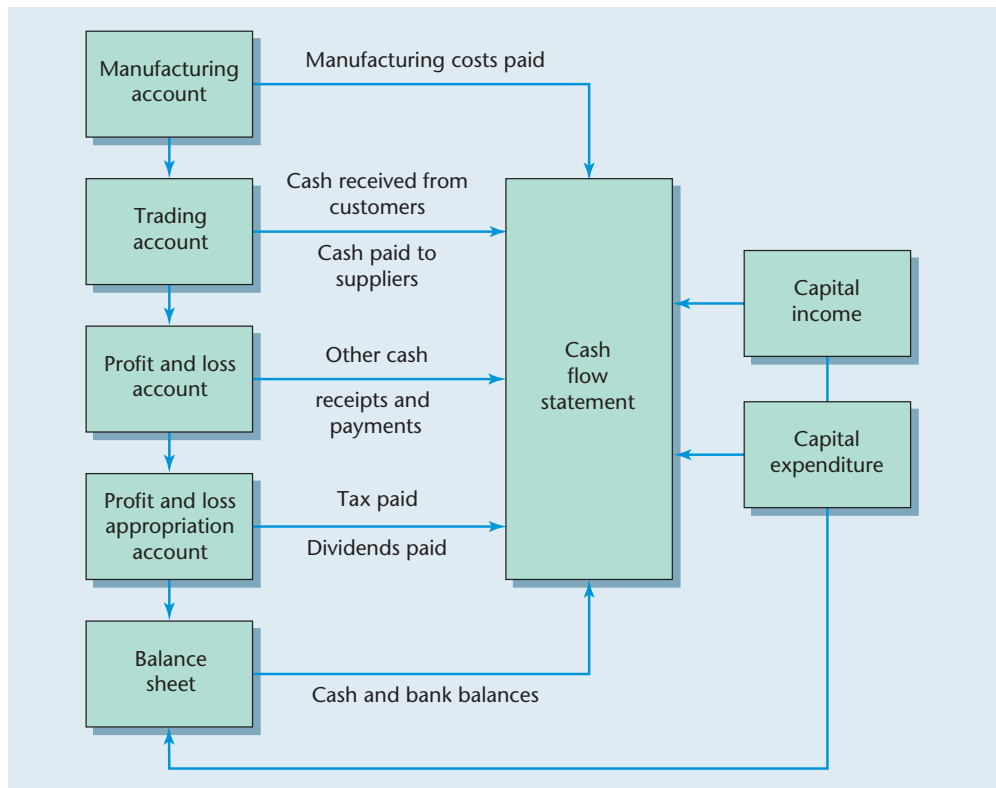 Manufacturing
account
Manufacturing costs paid
Trading
account
Cash received from
customers
Cash paid to
suppliers
Profit and loss
account
Other cash
receipts and
payments
Profit and loss
appropriation
account
Tax paid
Dividends paid
Balance
sheet
Cash and bank balances
Cash
flow
statement
Capital
income
Capital
expenditure